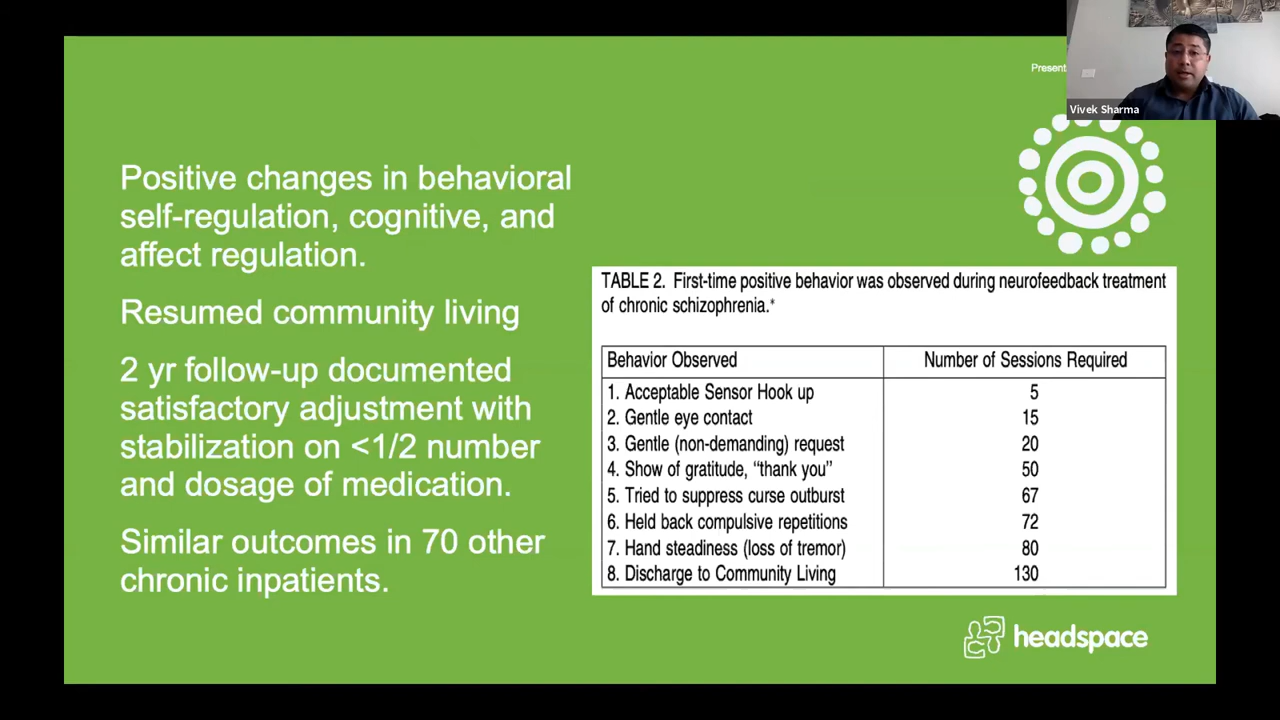 Present
Vivek Sharma
Positive changes in behavioral
self-regulation, cognitive, and
affect regulation.
Resumed community living
2 yr follow-up documented
satisfactory adjustment with
stabilization on <1/2 number
and dosage of medication.
Similar outcomes in 70 other
chronic inpatients.
TABLE 2. First-time positive behavior was observed during neurofeedback treatment
of chronic schizophrenia.*
Behavior Observed Number of Sessions Required
1. Acceptable Sensor Hook up 5
2. Gentle eye contact 15
3. Gentle (non-demanding) request 20
4. Show of gratitude, "thank you" 50
5. Tried to suppress curse outburst 67
6. Held back compulsive repetitions 72
7. Hand steadiness (loss of tremor) 80
8. Discharge to Community Living 130
headspace